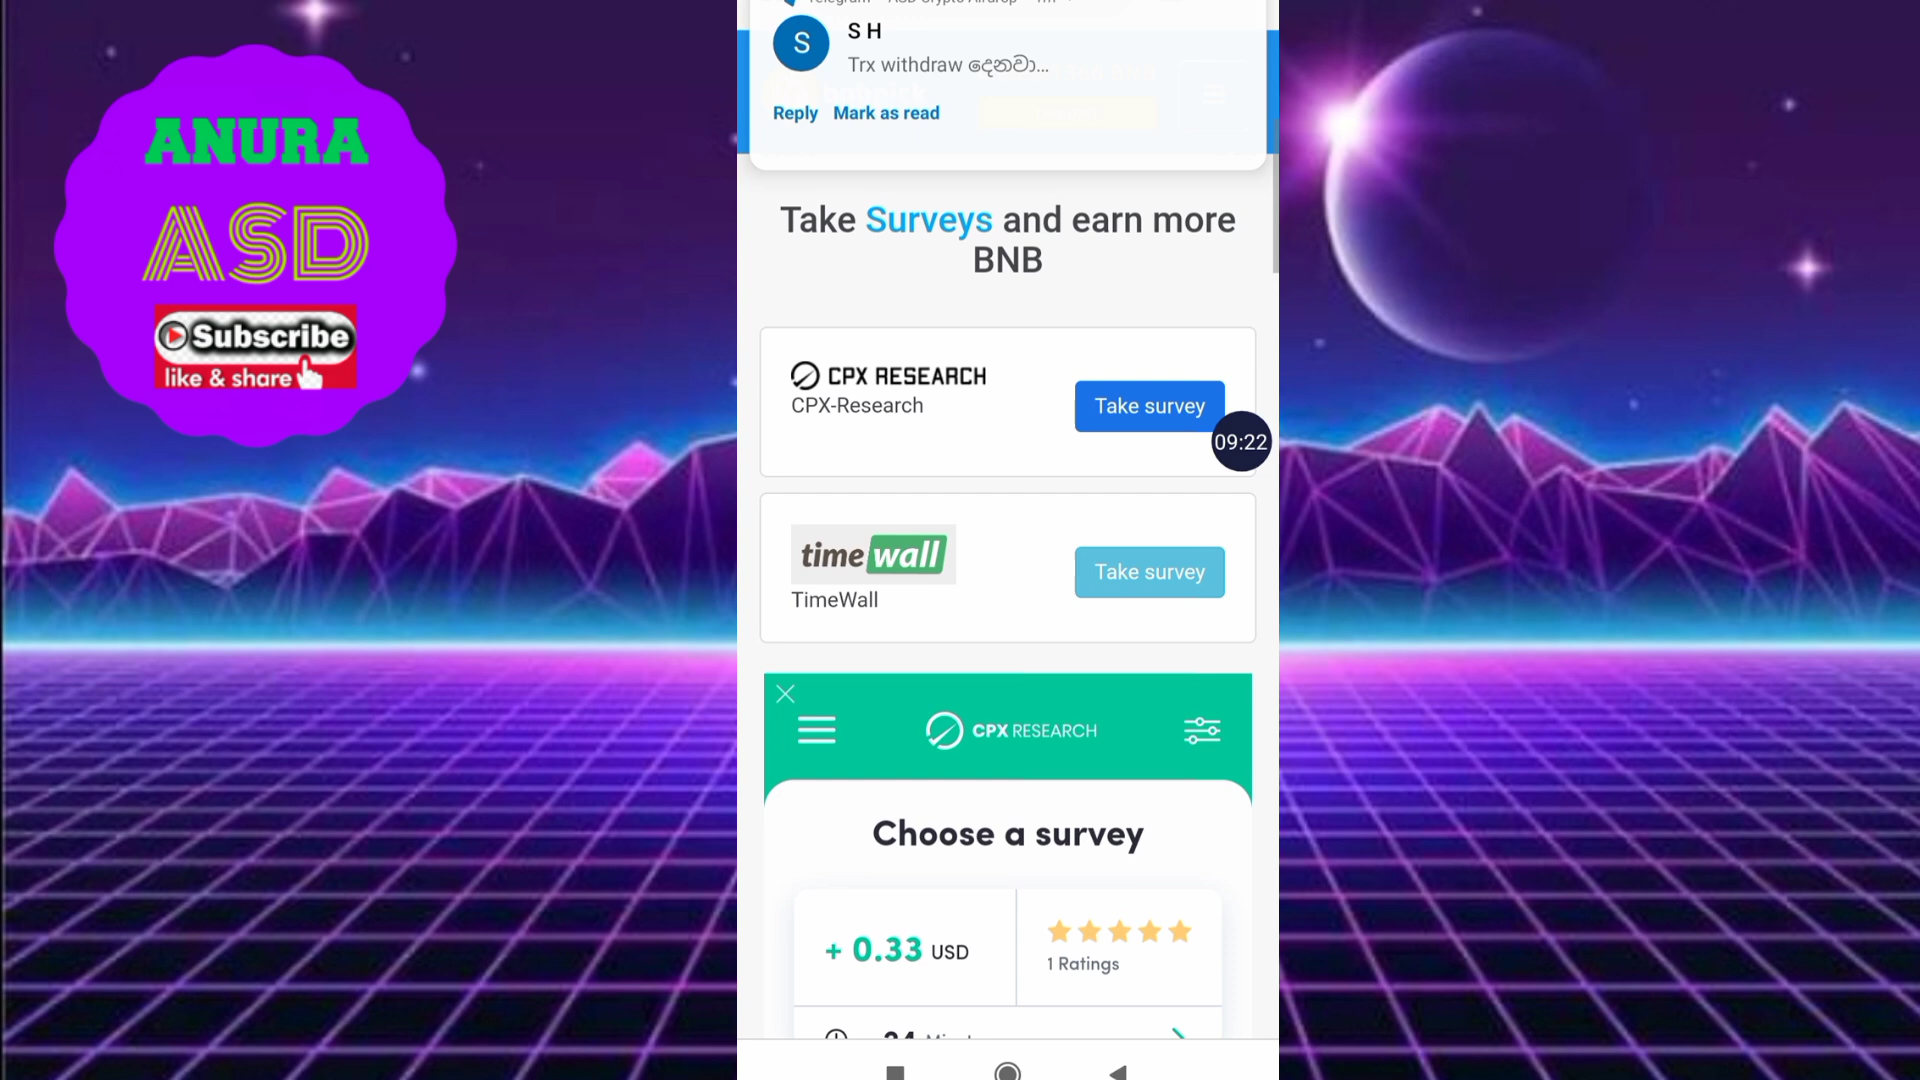 ANURA
ASD
Subscribe
like & share
S H
Trx withdraw දෙනවා...
Reply Mark as read
Take Surveys and earn more
BNB
CPX RESEARCH
CPX-Research
Take survey
09:22
timewall
TimeWall
Take survey
CPX RESEARCH
Choose a survey
+ 0.33 USD
1 Ratings